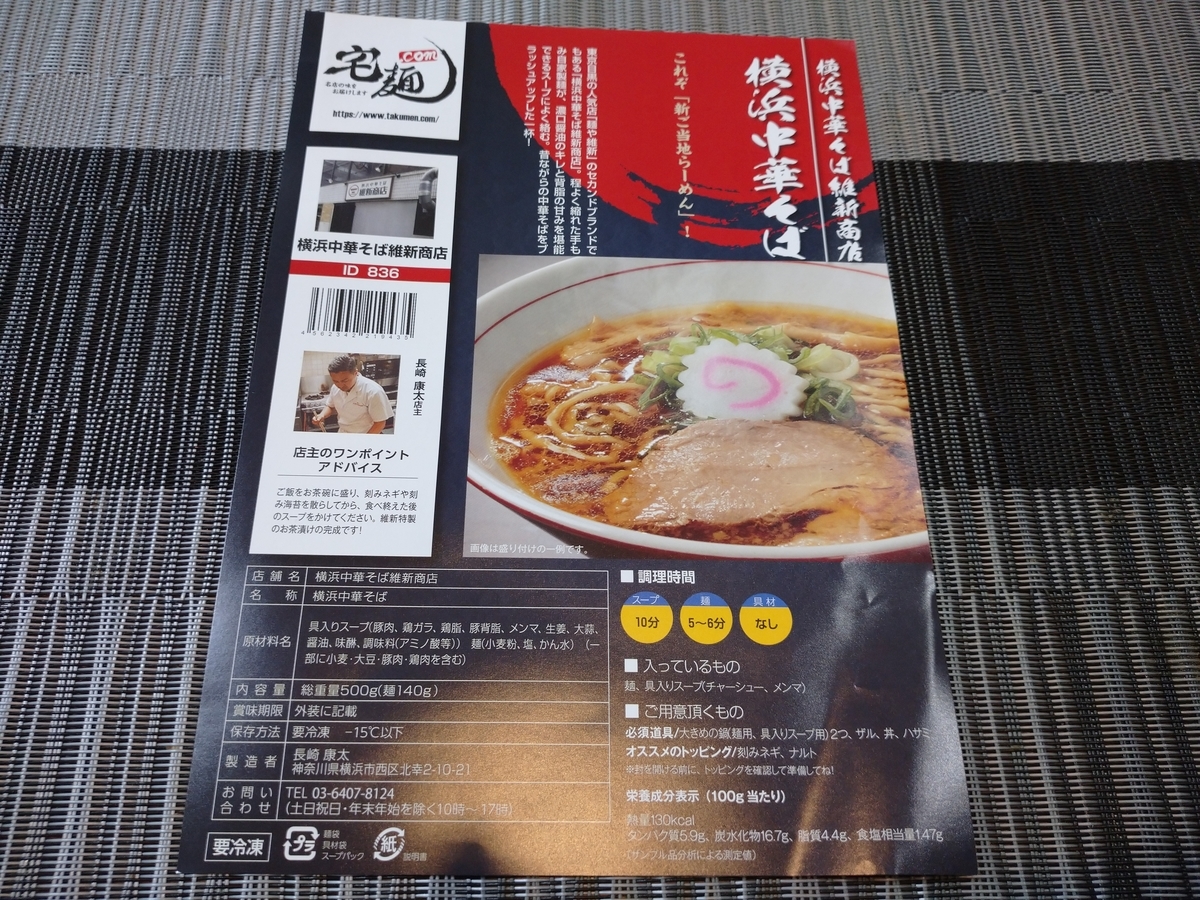 宅麺
.com
名店の味を
お届けします
https://www.takumen.com/
維新商店
横浜中華そば維新商店
ID 836
4562342219435
長崎 康太店主
店主のワンポイント
アドバイス
ご飯をお茶碗に盛り、刻みネギや刻
み海苔を散らしてから、食べ終えた後
のスープをかけてください。維新特製
のお茶漬けの完成です!
横浜中華そば維新商店
横浜中華そば
これぞ「新ご当地らーめん」!
東京目黒の人気店「麺や維新」のセカンドブランドで
もある『横浜中華そば維新商店』。程よく縮れた手も
み自家製麺が、濃口醤油のキレと背脂の甘みを堪能
できるスープによく絡む。昔ながらの中華そばをブ
ラッシュアップした一杯!
画像は盛り付けの一例です。
店舗名 横浜中華そば維新商店
名称 横浜中華そば
原材料名 具入りスープ(豚肉、鶏ガラ、鶏脂、豚背脂、メンマ、生姜、大蒜、
醤油、味醂、調味料(アミノ酸等)) 麺(小麦粉、塩、かん水) (一
部に小麦・大豆・豚肉・鶏肉を含む)
内容量 総重量500g(麺140g)
賞味期限 外装に記載
保存方法 要冷凍 −15℃以下
製造者 長崎 康太
神奈川県横浜市西区北幸2-10-21
お問い合わせ TEL 03-6407-8124
(土日祝日・年末年始を除く10時〜17時)
要冷凍
プラ
麺袋
具材袋
スープパック
紙
説明書
■ 調理時間
スープ 10分
麺 5〜6分
具材 なし
■ 入っているもの
麺、具入りスープ(チャーシュー、メンマ)
■ ご用意頂くもの
必須道具/大きめの鍋(麺用、具入りスープ用)2つ、ザル、丼、ハサミ
オススメのトッピング/刻みネギ、ナルト
※封を開ける前に、トッピングを確認して準備してね!
栄養成分表示(100g当たり)
熱量130kcal
タンパク質5.9g、炭水化物16.7g、脂質4.4g、食塩相当量1.47g
(サンプル品分析による測定値)